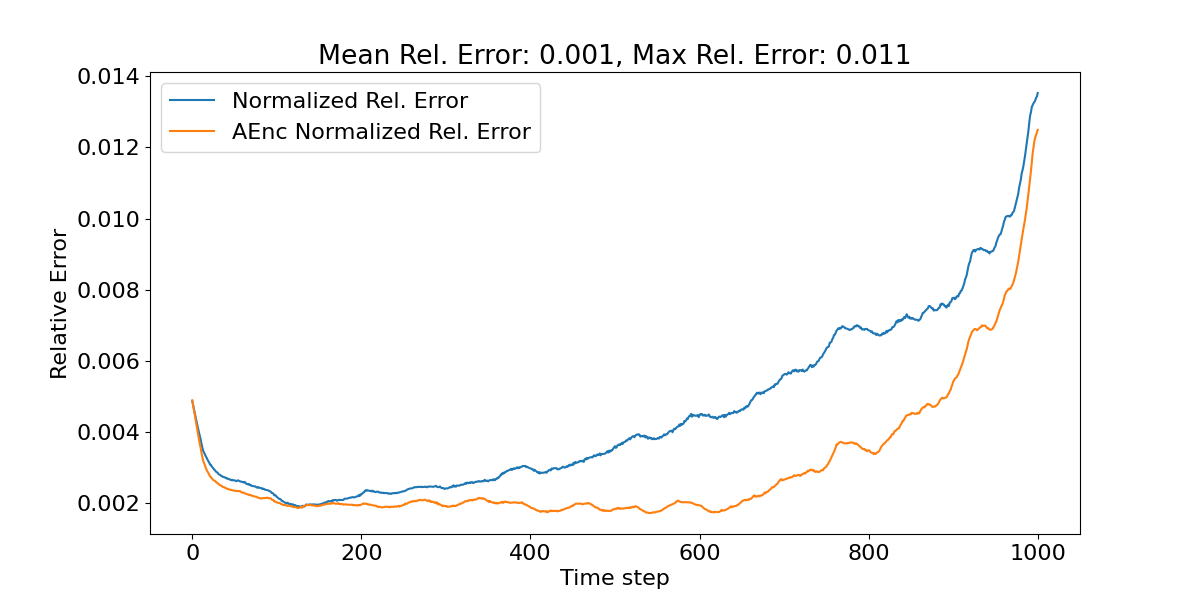 Mean Rel. Error: 0.001, Max Rel. Error: 0.011
Normalized Rel. Error
AEnc Normalized Rel. Error
Relative Error
0.014
0.012
0.010
0.008
0.006
0.004
0.002
0 200 400 600 800 1000
Time step